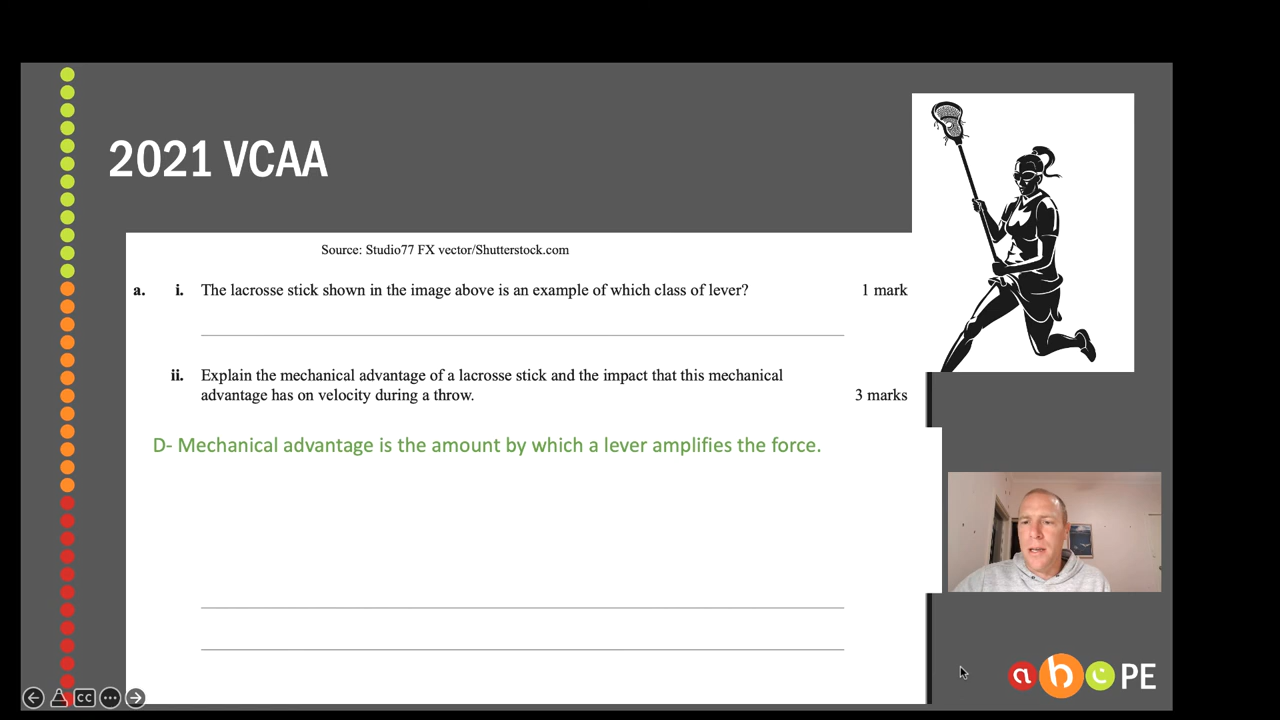 2021 VCAA
Source: Studio77 FX vector/Shutterstock.com
a. i. The lacrosse stick shown in the image above is an example of which class of lever? 1 mark
ii. Explain the mechanical advantage of a lacrosse stick and the impact that this mechanical
advantage has on velocity during a throw. 3 marks
D- Mechanical advantage is the amount by which a lever amplifies the force.
CC
a b c PE